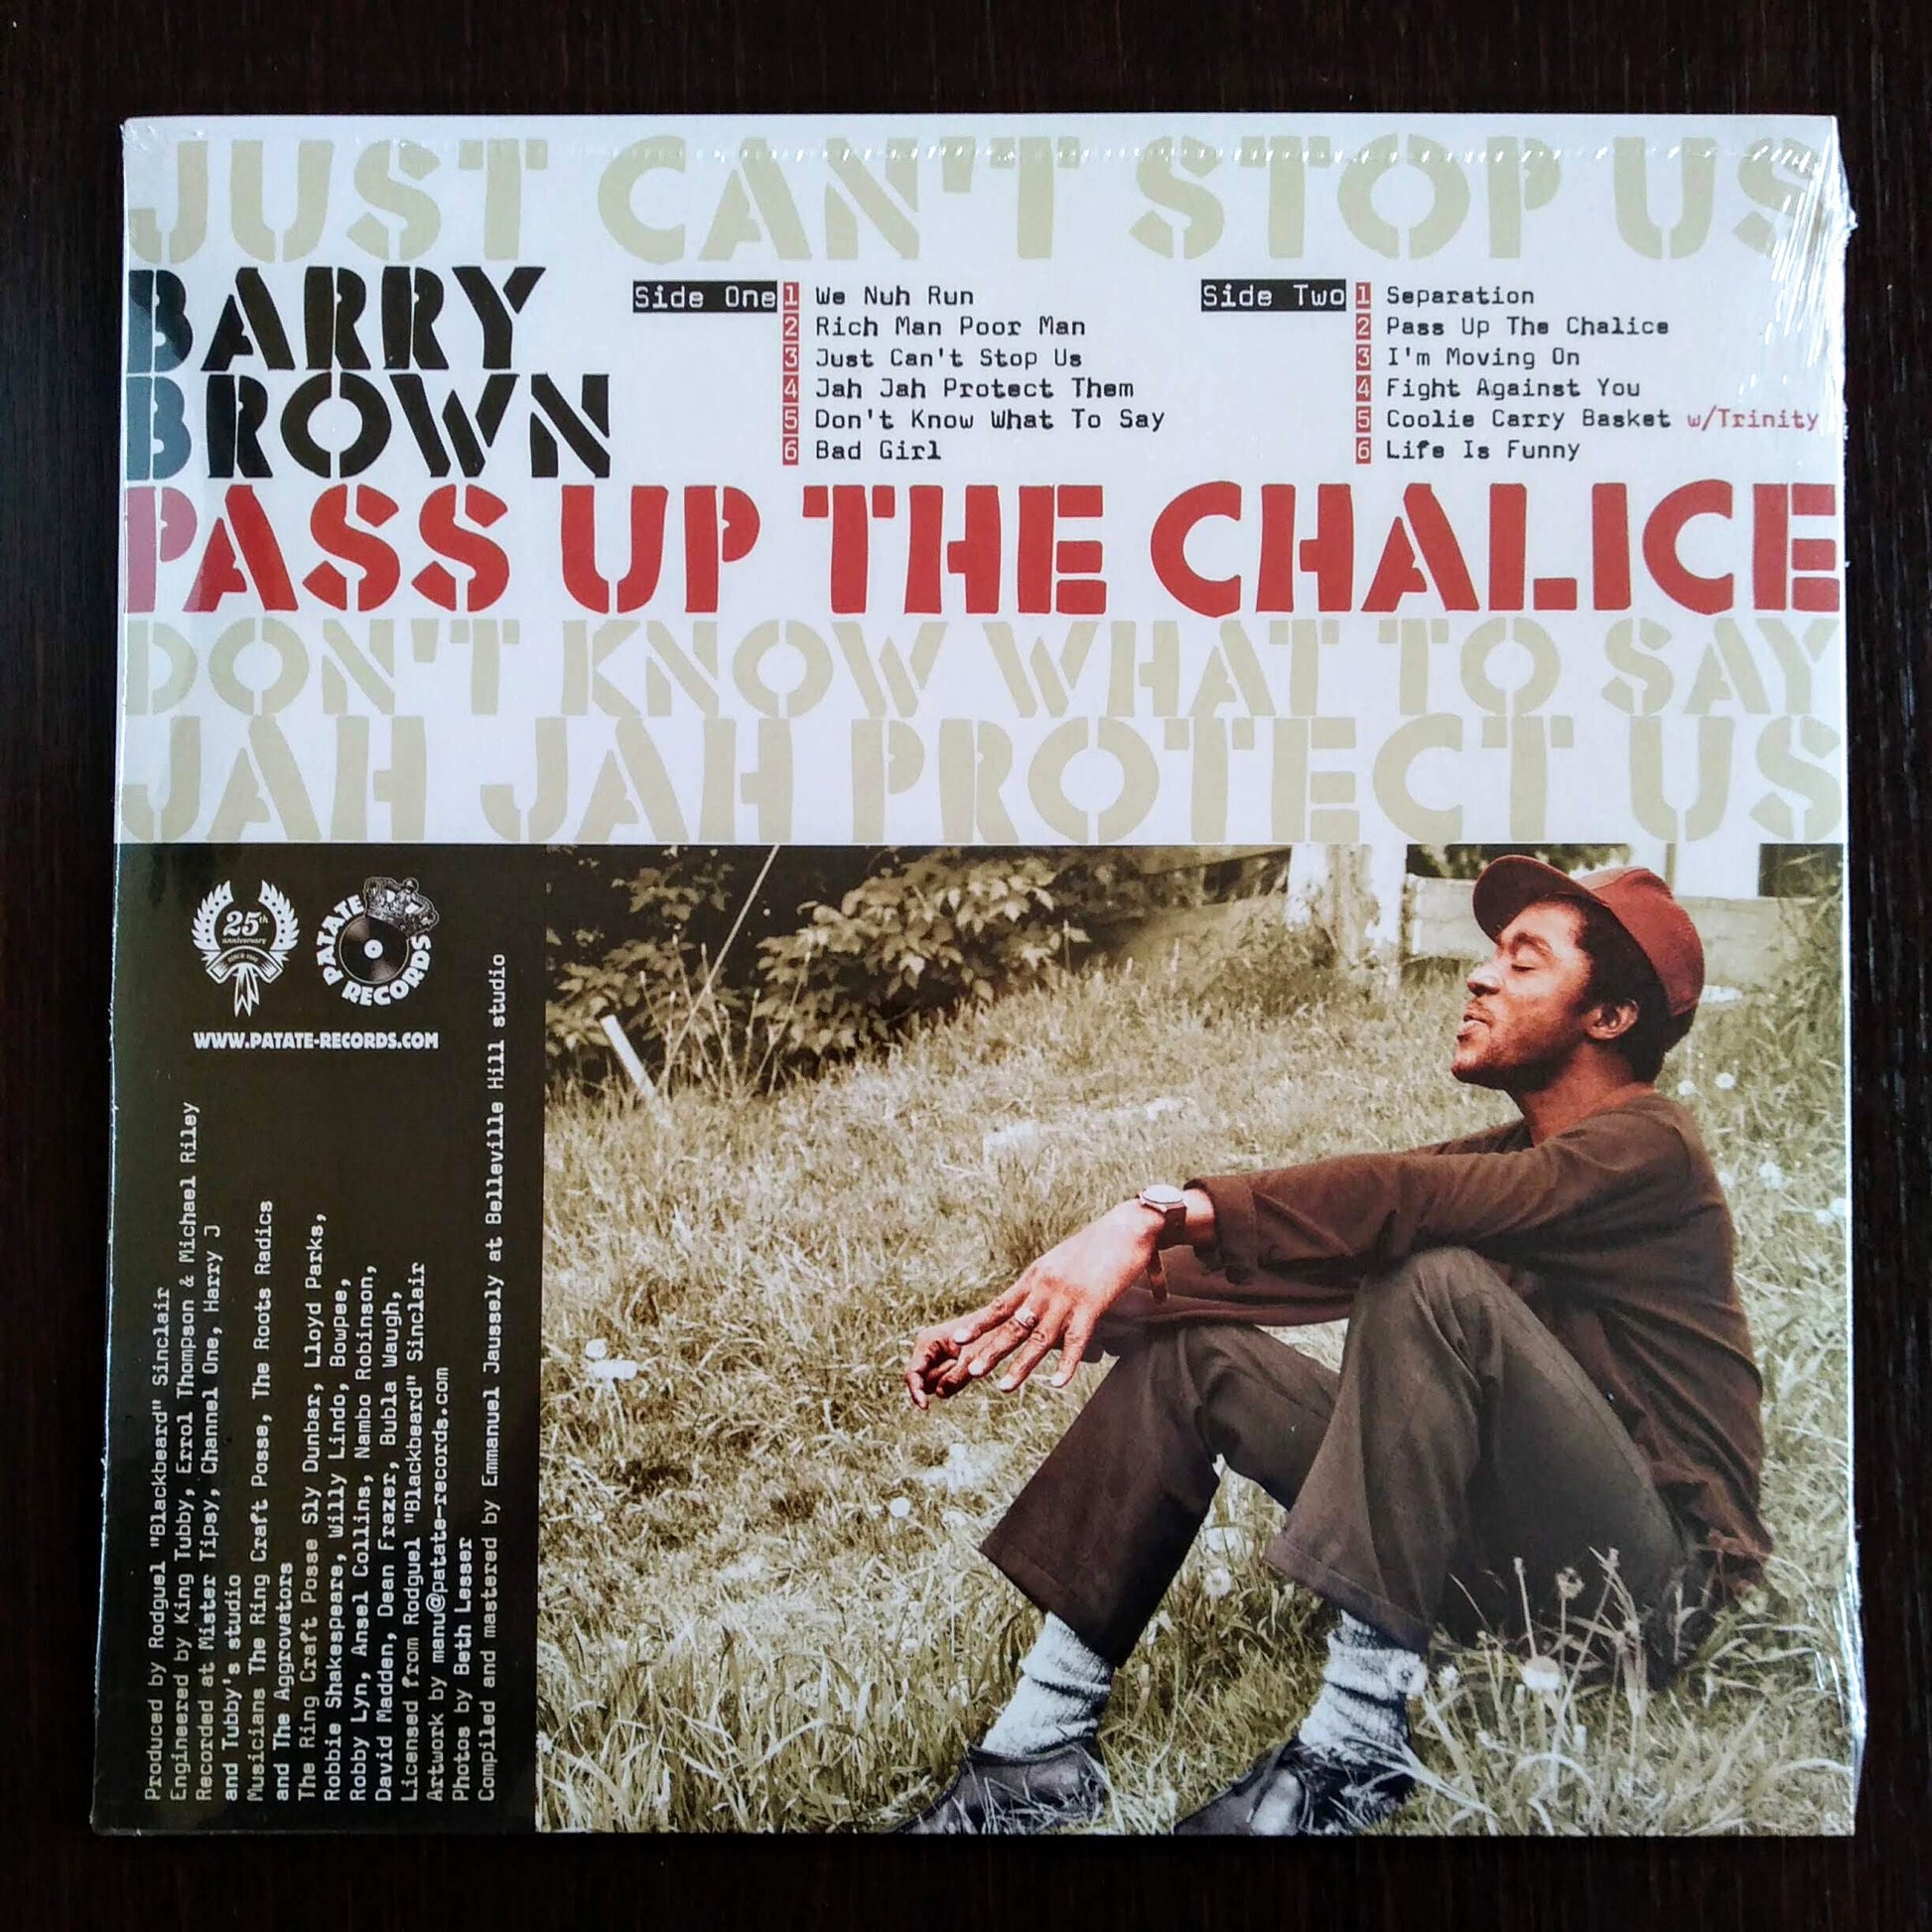 JUST CAN'T STOP US
BARRY
BROWN
Side One
1 We Nuh Run
2 Rich Man Poor Man
3 Just Can't Stop Us
4 Jah Jah Protect Them
5 Don't Know What To Say
6 Bad Girl
Side Two
1 Separation
2 Pass Up The Chalice
3 I'm Moving On
4 Fight Against You
5 Coolie Carry Basket w/Trinity
6 Life Is Funny
PASS UP THE CHALICE
DON'T KNOW WHAT TO SAY
JAH JAH PROTECT US
25th
anniversary
PATATE RECORDS
WWW.PATATE-RECORDS.COM
Produced by Rodguel "Blackbeard" Sinclair
Engineered by King Tubby, Errol Thompson & Michael Riley
Recorded at Mister Tipsy, Channel One, Harry J
and Tubby's studio
Musicians The Ring Craft Posse, The Roots Radics
and The Aggrovators
The Ring Craft Posse Sly Dunbar, Lloyd Parks,
Robbie Shakespeare, Willy Lindo, Bowpee,
Robby Lyn, Ansel Collins, Nambo Robinson,
David Madden, Dean Frazer, Bubla Waugh,
Licensed from Rodguel "Blackbeard" Sinclair
Artwork by manu@patate-records.com
Photos by Beth Lesser
Compiled and mastered by Emmanuel Jaussely at Belleville Hill studio